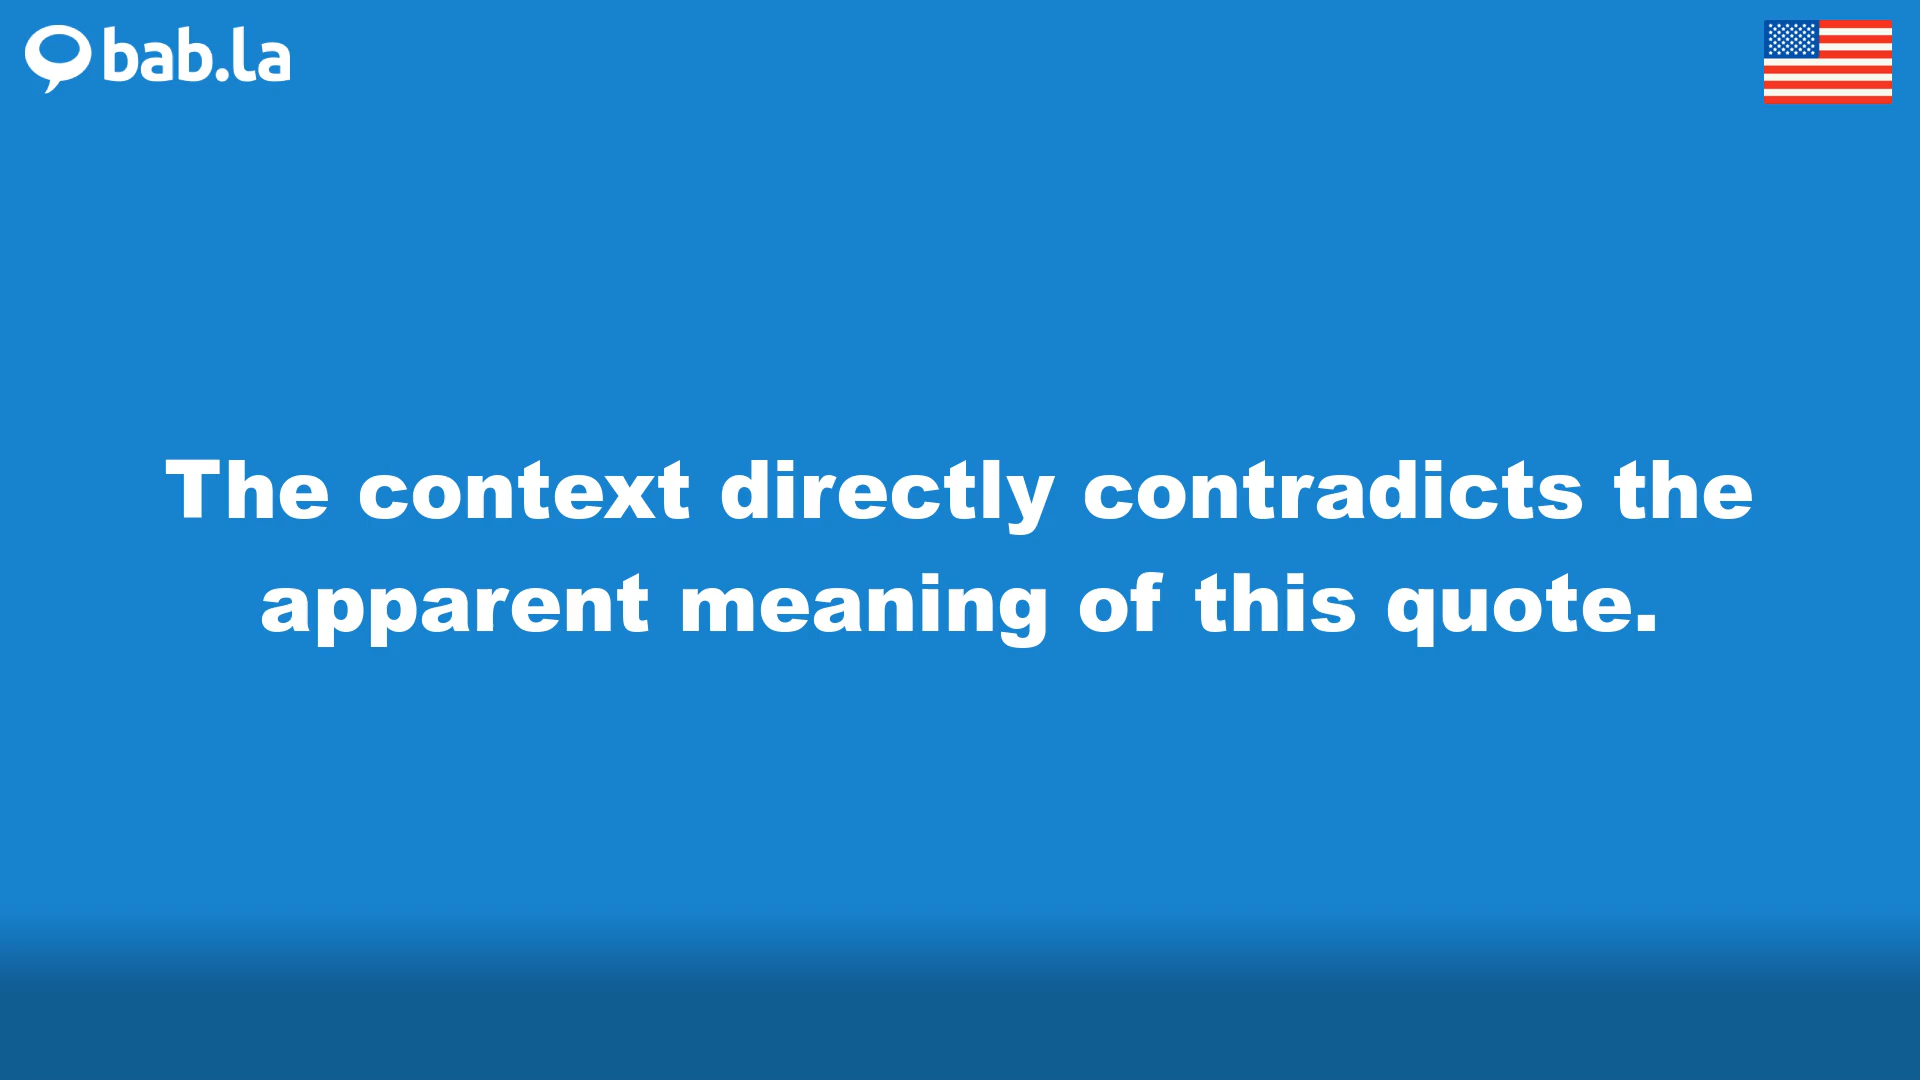 bab.la
The context directly contradicts the
apparent meaning of this quote.